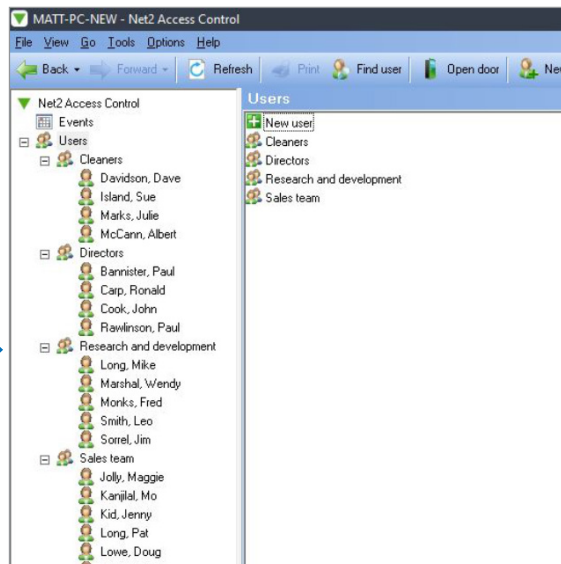 MATT-PC-NEW - Net2 Access Control
File View Go Tools Options Help
Back Forward Refresh Print Find user Open door New
Net2 Access Control
Events
Users
Cleaners
Davidson, Dave
Island, Sue
Marks, Julie
McCann, Albert
Directors
Bannister, Paul
Carp, Ronald
Cook, John
Rawlinson, Paul
Research and development
Long, Mike
Marshal, Wendy
Monks, Fred
Smith, Leo
Sorrel, Jim
Sales team
Jolly, Maggie
Kanjilal, Mo
Kid, Jenny
Long, Pat
Lowe, Doug
Users
New user
Cleaners
Directors
Research and development
Sales team